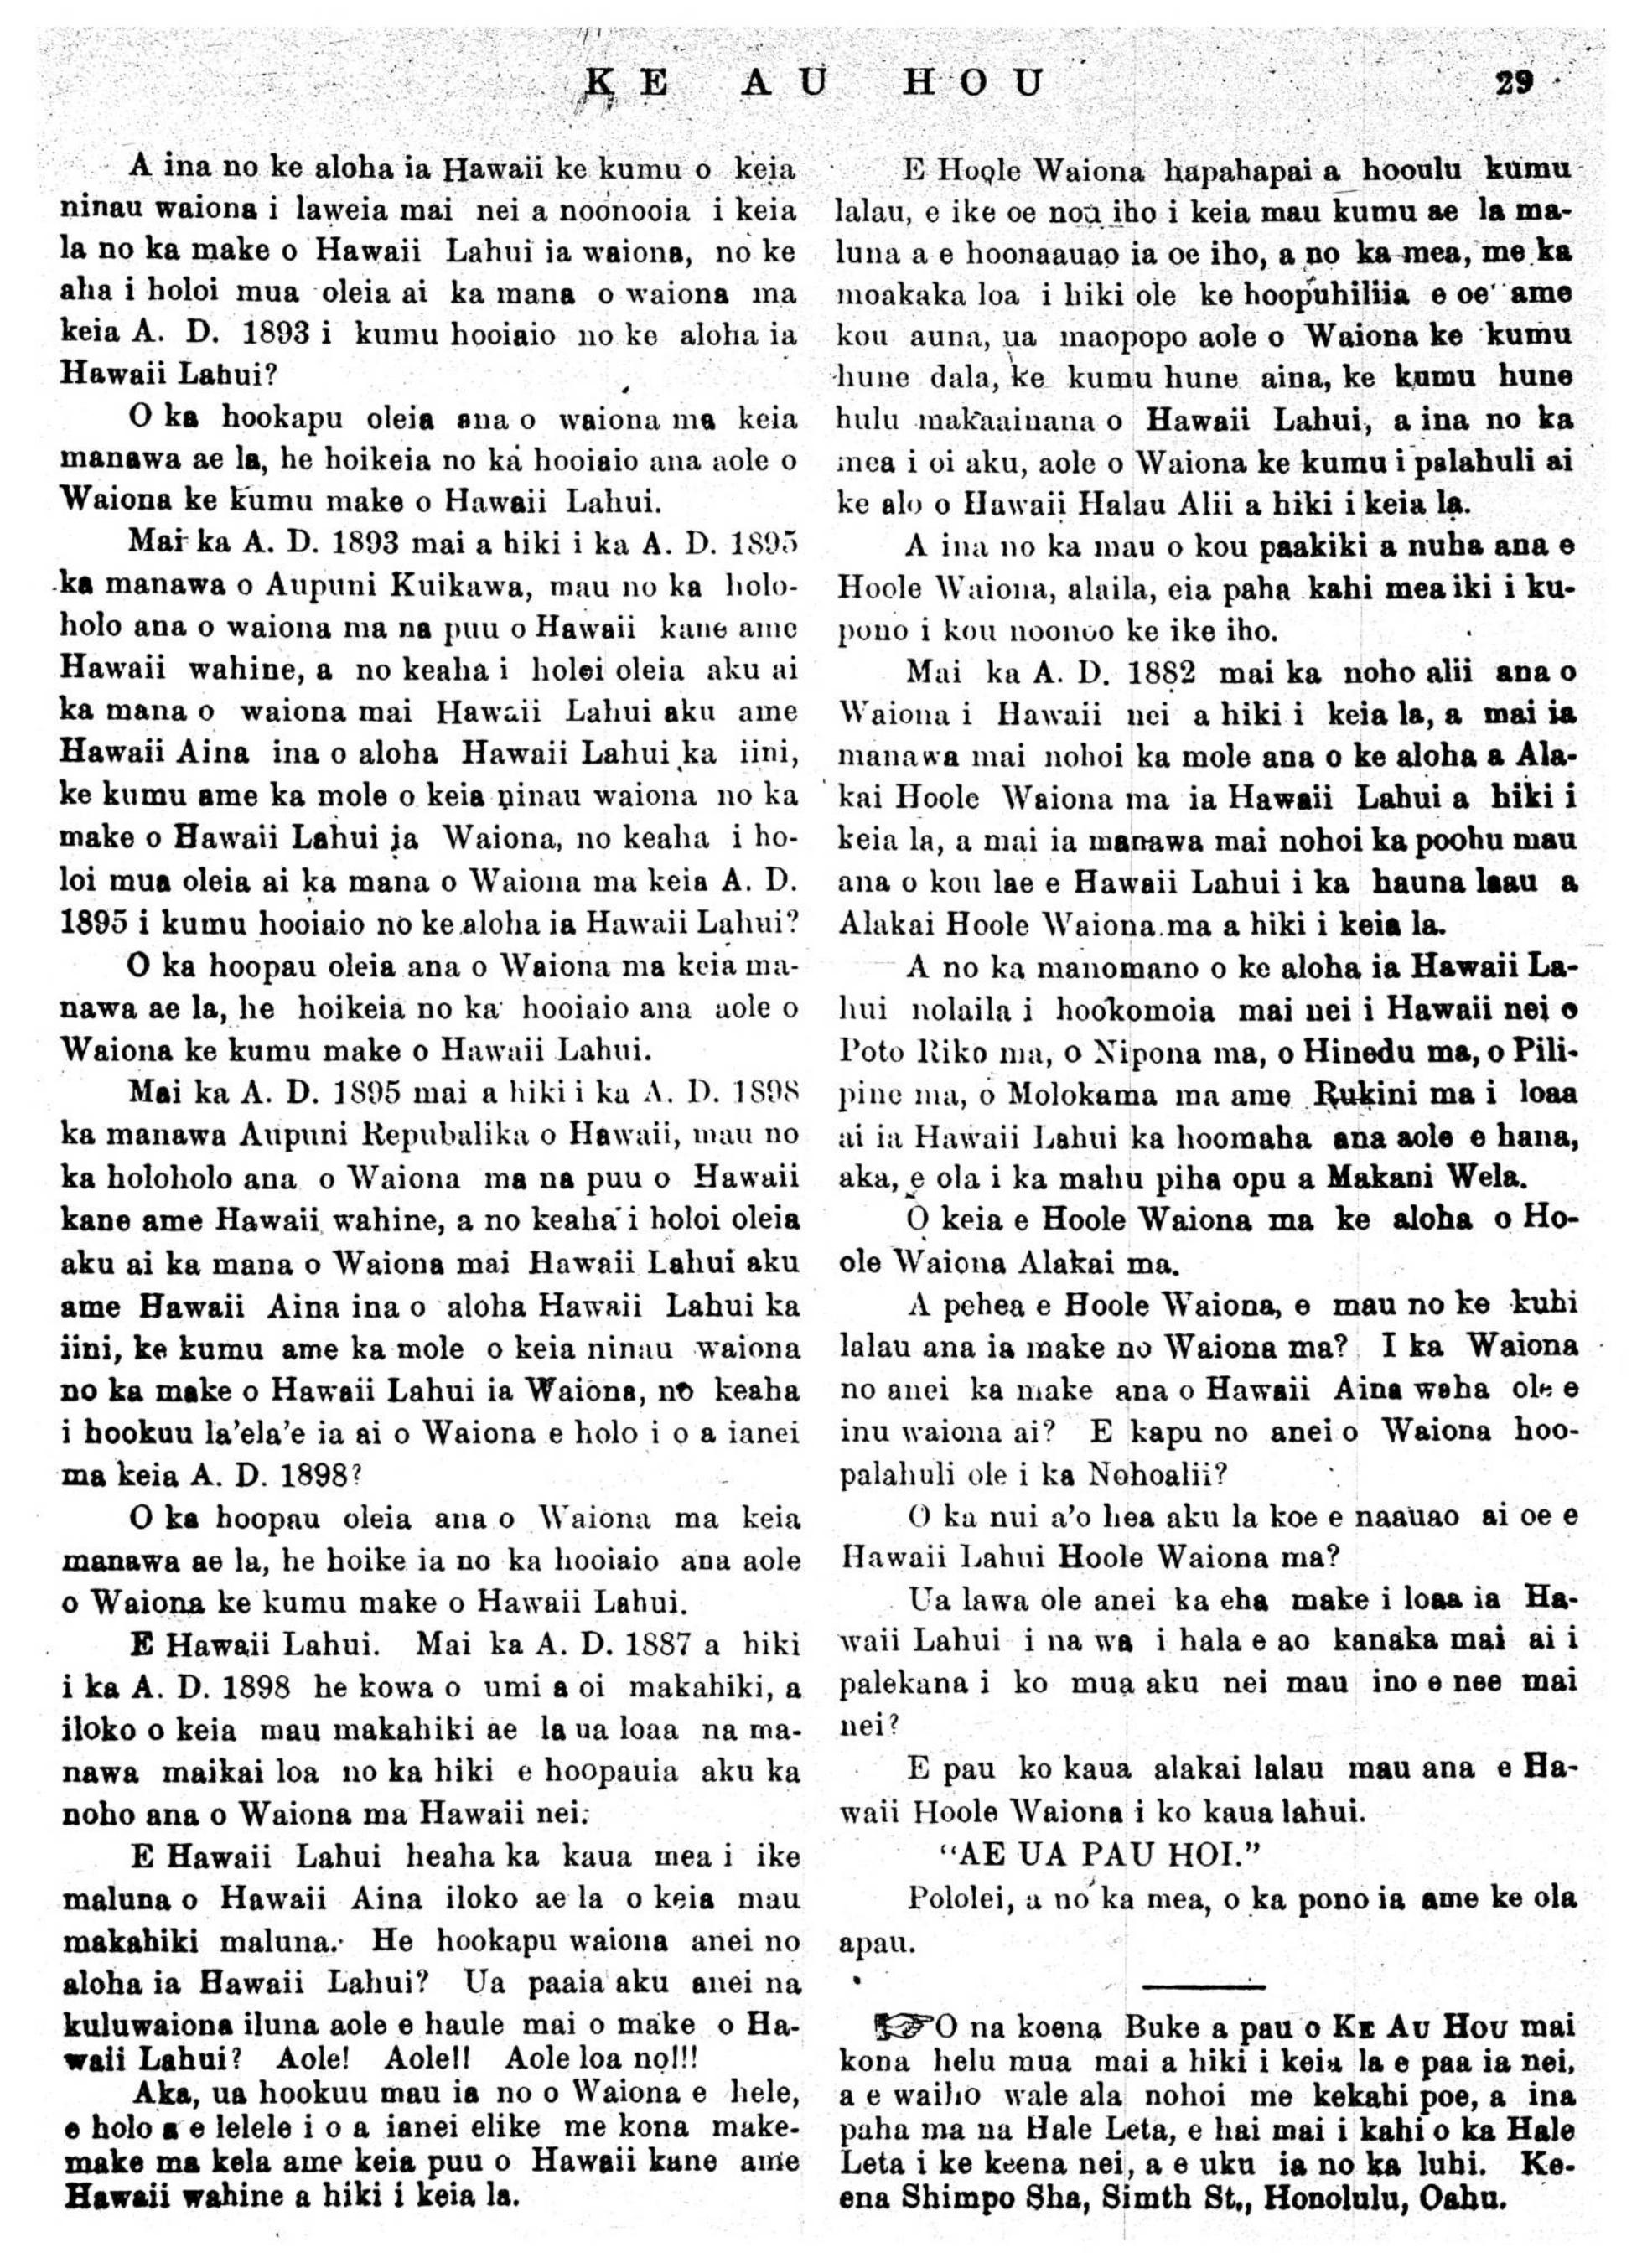 KE AU HOU
29
A ina no ke aloha ia Hawaii ke kumu o keia
ninau waiona i laweia mai nei a noonooia i keia
la no ka make o Hawaii Lahui ia waiona, no ke
aha i holoi mua oleia ai ka mana o waiona ma
keia A. D. 1893 i kumu hooiaio no ke aloha ia
Hawaii Lahui?
O ka hookapu oleia ana o waiona ma keia
manawa ae la, he hoikeia no ka hooiaio ana aole o
Waiona ke kumu make o Hawaii Lahui.
Mai ka A. D. 1893 mai a hiki i ka A. D. 1895
ka manawa o Aupuni Kuikawa, mau no ka holo-
holo ana o waiona ma na puu o Hawaii kane ame
Hawaii wahine, a no keaha i holei oleia aku ai
ka mana o waiona mai Hawaii Lahui aku ame
Hawaii Aina ina o aloha Hawaii Lahui ka iini,
ke kumu ame ka mole o keia ninau waiona no ka
make o Hawaii Lahui ia Waiona, no keaha i ho-
loi mua oleia ai ka mana o Waiona ma keia A. D.
1895 i kumu hooiaio no ke aloha ia Hawaii Lahui?
O ka hoopau oleia ana o Waiona ma keia ma-
nawa ae la, he hoikeia no ka hooiaio ana aole o
Waiona ke kumu make o Hawaii Lahui.
Mai ka A. D. 1895 mai a hiki i ka A. D. 1898
ka manawa Aupuni Repubalika o Hawaii, mau no
ka holoholo ana o Waiona ma na puu o Hawaii
kane ame Hawaii wahine, a no keaha i holoi oleia
aku ai ka mana o Waiona mai Hawaii Lahui aku
ame Hawaii Aina ina o aloha Hawaii Lahui ka
iini, ke kumu ame ka mole o keia ninau waiona
no ka make o Hawaii Lahui ia Waiona, no keaha
i hookuu la'ela'e ia ai o Waiona e holo i o a ianei
ma keia A. D. 1898?
O ka hoopau oleia ana o Waiona ma keia
manawa ae la, he hoike ia no ka hooiaio ana aole
o Waiona ke kumu make o Hawaii Lahui.
E Hawaii Lahui. Mai ka A. D. 1887 a hiki
i ka A. D. 1898 he kowa o umi a oi makahiki, a
iloko o keia mau makahiki ae la ua loaa na ma-
nawa maikai loa no ka hiki e hoopauia aku ka
noho ana o Waiona ma Hawaii nei.
E Hawaii Lahui heaha ka kaua mea i ike
maluna o Hawaii Aina iloko ae la o keia mau
makahiki maluna. He hookapu waiona anei no
aloha ia Hawaii Lahui? Ua paaia aku anei na
kuluwaiona iluna aole e haule mai o make o Ha-
waii Lahui? Aole! Aole!! Aole loa no!!!
Aka, ua hookuu mau ia no o Waiona e hele,
e holo a e lelele i o a ianei elike me kona make-
make ma kela ame keia puu o Hawaii kane ame
Hawaii wahine a hiki i keia la.
E Hoole Waiona hapahapai a hooulu kumu
lalau, e ike oe nou iho i keia mau kumu ae la ma-
luna a e hoonaauao ia oe iho, a no ka mea, me ka
moakaka loa i hiki ole ke hoopuhiliia e oe ame
kou auna, ua maopopo aole o Waiona ke kumu
hune dala, ke kumu hune aina, ke kumu hune
hulu makaainana o Hawaii Lahui, a ina no ka
mea i oi aku, aole o Waiona ke kumu i palahuli ai
ke alo o Hawaii Halau Alii a hiki i keia la.
A ina no ka mau o kou paakiki a nuha ana e
Hoole Waiona, alaila, eia paha kahi mea iki i ku-
pono i kou noonoo ke ike iho.
Mai ka A. D. 1882 mai ka noho alii ana o
Waiona i Hawaii nei a hiki i keia la, a mai ia
manawa mai nohoi ka mole ana o ke aloha a Ala-
kai Hoole Waiona ma ia Hawaii Lahui a hiki i
keia la, a mai ia manawa mai nohoi ka poohu mau
ana o kou lae e Hawaii Lahui i ka hauna laau a
Alakai Hoole Waiona ma a hiki i keia la.
A no ka manomano o ke aloha ia Hawaii La-
hui nolaila i hookomoia mai nei i Hawaii nei o
Poto Riko ma, o Nipona ma, o Hinedu ma, o Pili-
pine ma, o Molokama ma ame Rukini ma i loaa
ai ia Hawaii Lahui ka hoomaha ana aole e hana,
aka, e ola i ka mahu piha opu a Makani Wela.
O keia e Hoole Waiona ma ke aloha o Ho-
ole Waiona Alakai ma.
A pehea e Hoole Waiona, e mau no ke kuhi
lalau ana ia make no Waiona ma? I ka Waiona
no anei ka make ana o Hawaii Aina waha ole e
inu waiona ai? E kapu no anei o Waiona hoo-
palahuli ole i ka Nohoalii?
O ka nui a'o hea aku la koe e naauao ai oe e
Hawaii Lahui Hoole Waiona ma?
Ua lawa ole anei ka eha make i loaa ia Ha-
waii Lahui i na wa i hala e ao kanaka mai ai i
palekana i ko mua aku nei mau ino e nee mai
nei?
E pau ko kaua alakai lalau mau ana e Ha-
waii Hoole Waiona i ko kaua lahui.
"AE UA PAU HOI."
Pololei, a no ka mea, o ka pono ia ame ke ola
apau.
☞O na koena Buke a pau o KE AU HOU mai
kona helu mua mai a hiki i keia la e paa ia nei,
a e waiho wale ala nohoi me kekahi poe, a ina
paha ma na Hale Leta, e hai mai i kahi o ka Hale
Leta i ke keena nei, a e uku ia no ka luhi. Ke-
ena Shimpo Sha, Simth St., Honolulu, Oahu.